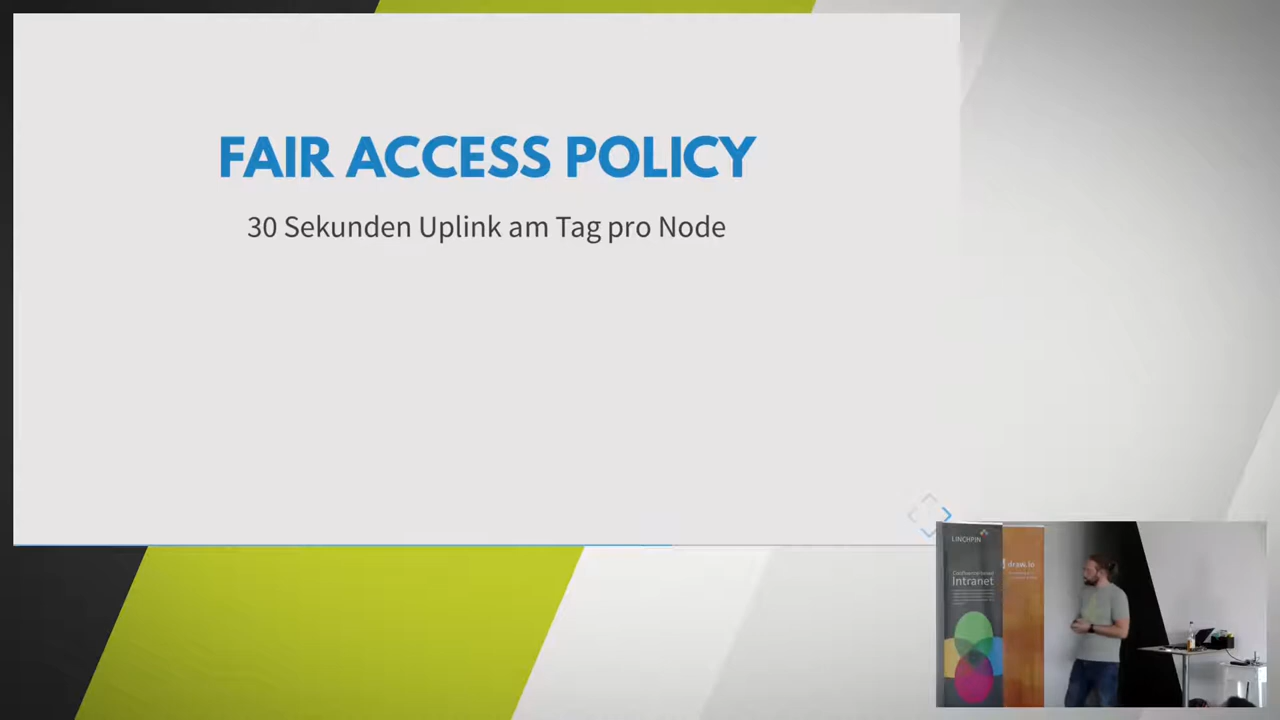 FAIR ACCESS POLICY
30 Sekunden Uplink am Tag pro Node
LINCHPIN
Intranet
draw.io